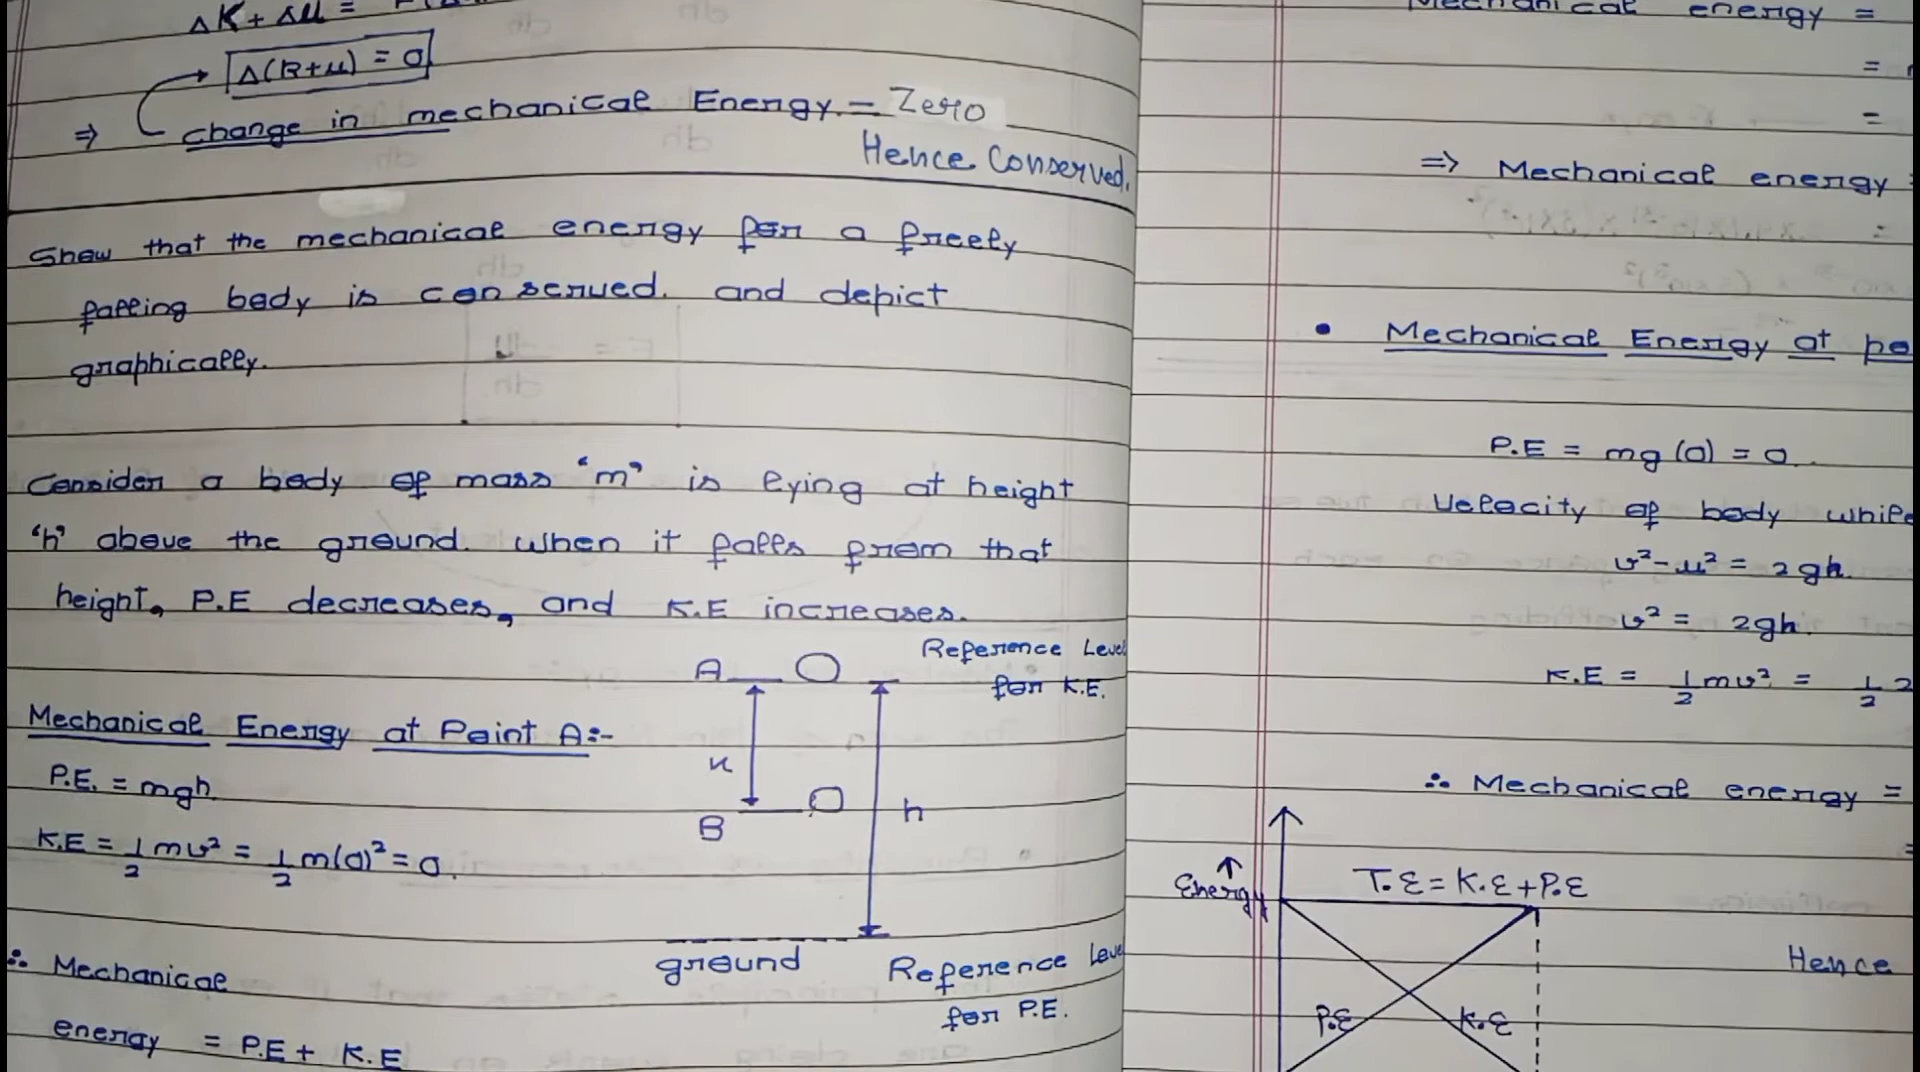 ΔK + ΔU =
Δ(K+U) = 0
⇒ change in mechanical Energy = Zero
Hence Conserved.
Show that the mechanical energy for a freely
falling body is conserved. and depict
graphically.
Consider a body of mass 'm' is lying at height
'h' above the ground. When it falls from that
height, P.E decreases, and K.E increases.
Reference Level
for K.E.
A
x
B
h
ground
Reference Level
for P.E.
Mechanical Energy at Point A:-
P.E. = mgh
K.E = 1/2 mv² = 1/2 m(0)² = 0.
∴ Mechanical
energy = P.E + K.E
Mechanical energy =
=
=
⇒ Mechanical energy =
=
• Mechanical Energy at po
P.E = mg(0) = 0.
Velocity of body while
v² - u² = 2gh.
v² = 2gh.
K.E = 1/2 mv² = 1/2 2
∴ Mechanical energy =
=
↑
Energy
T.E = K.E + P.E
P.E
K.E
Hence